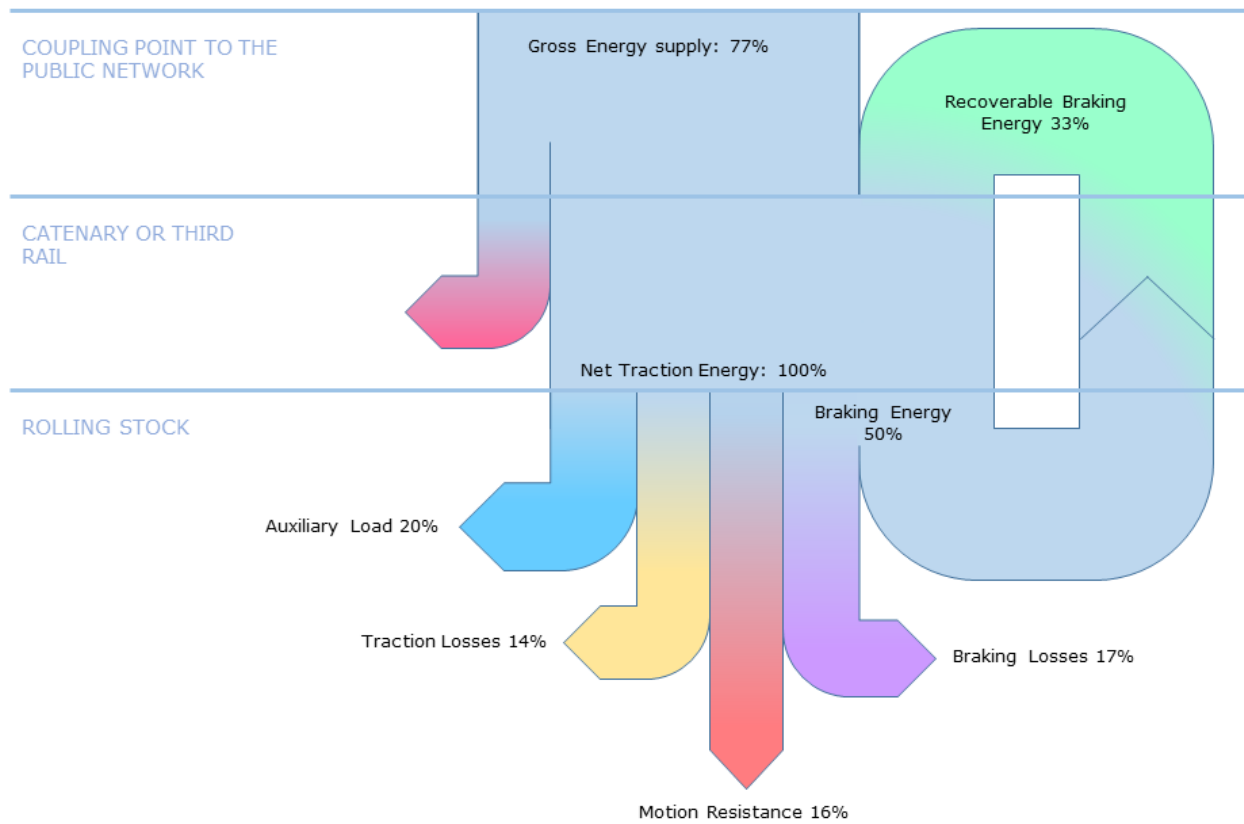 COUPLING POINT TO THE
PUBLIC NETWORK
Gross Energy supply: 77%
Recoverable Braking
Energy 33%
CATENARY OR THIRD
RAIL
Net Traction Energy: 100%
ROLLING STOCK
Braking Energy
50%
Auxiliary Load 20%
Traction Losses 14%
Braking Losses 17%
Motion Resistance 16%